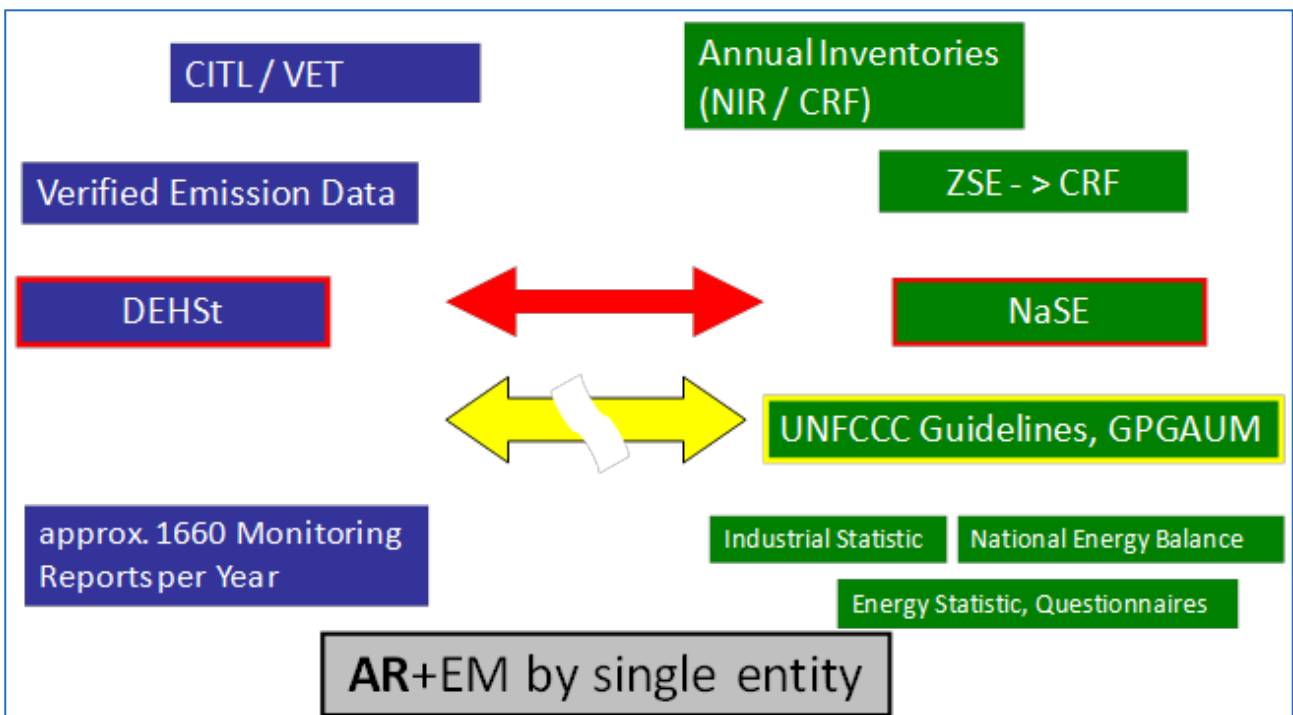 CITL / VET
Annual Inventories
(NIR / CRF)
Verified Emission Data
ZSE - > CRF
DEHSt
NaSE
UNFCCC Guidelines, GPGAUM
approx. 1660 Monitoring
Reports per Year
Industrial Statistic
National Energy Balance
Energy Statistic, Questionnaires
AR+EM by single entity